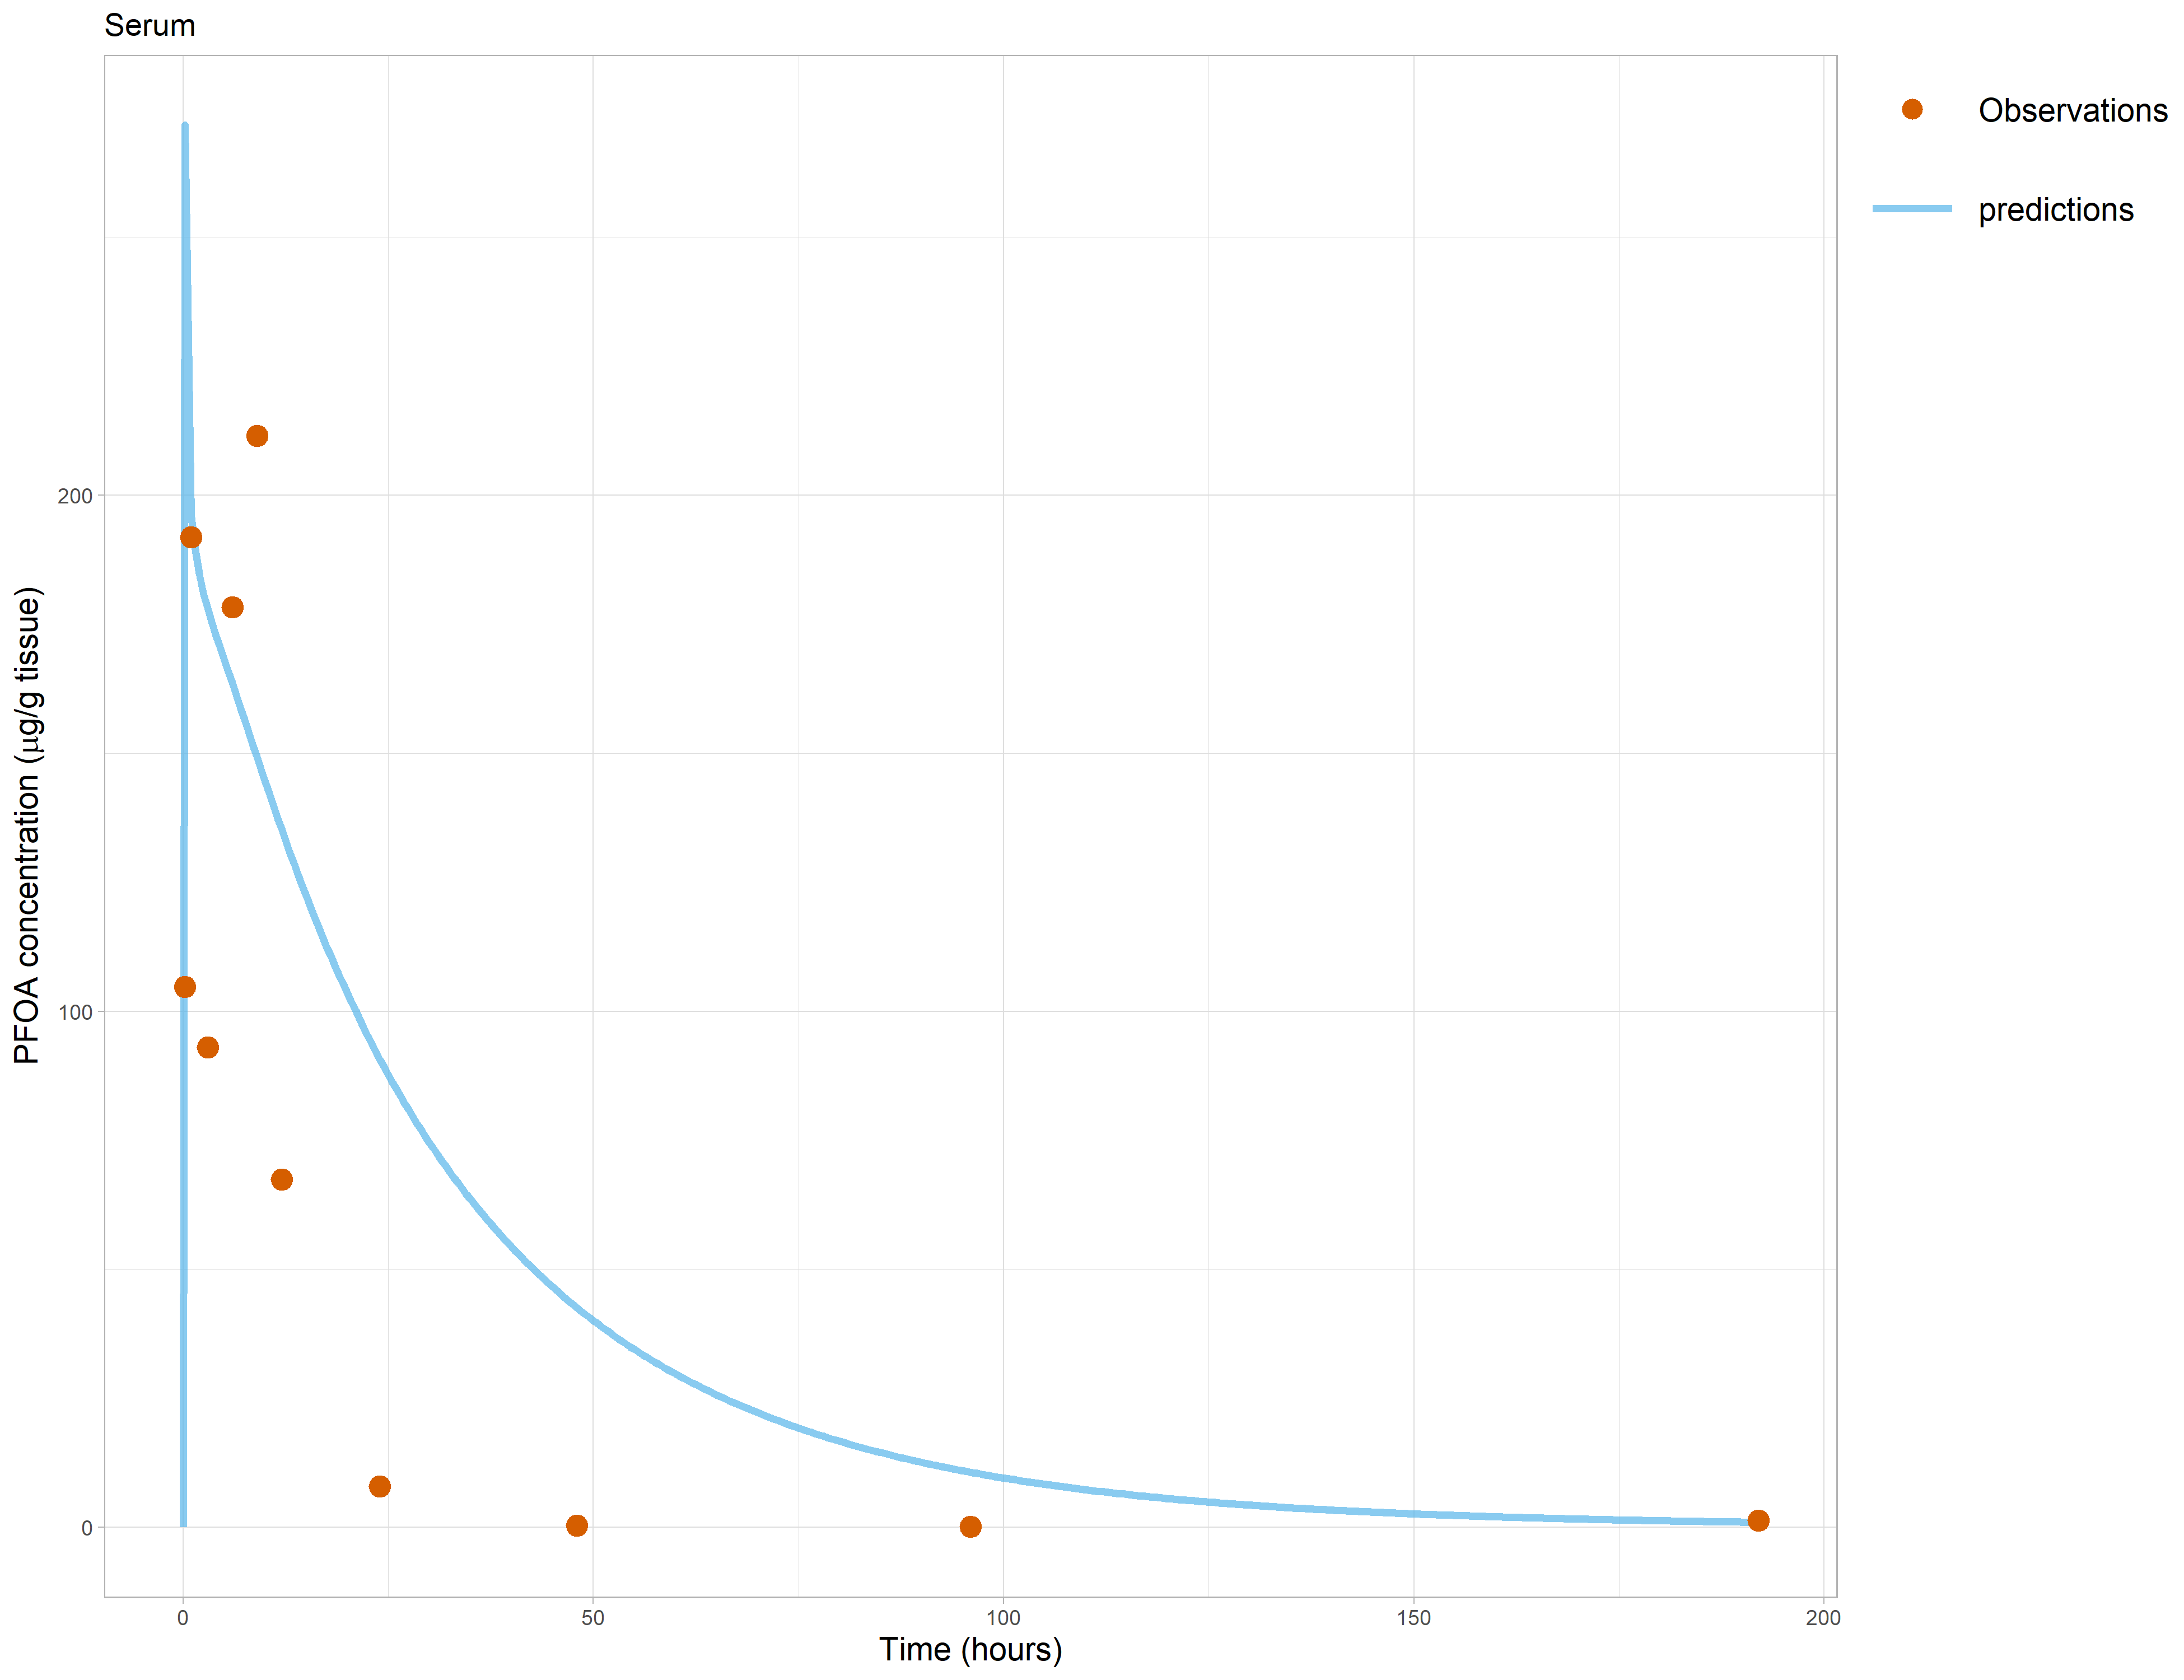 Serum
Observations
predictions
PFOA concentration (μg/g tissue)
200
100
0
0 50 100 150 200
Time (hours)